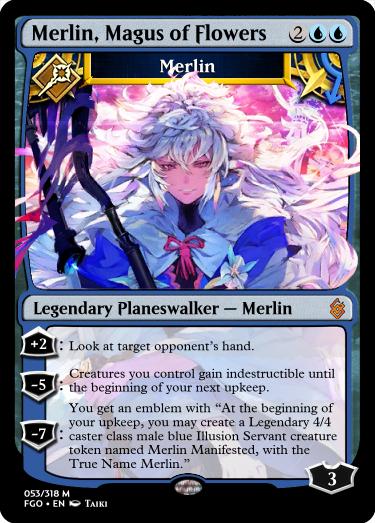 Merlin, Magus of Flowers 2
Merlin
Legendary Planeswalker — Merlin
+2: Look at target opponent's hand.
-5: Creatures you control gain indestructible until
the beginning of your next upkeep.
You get an emblem with “At the beginning of
your upkeep, you may create a Legendary 4/4
-7: caster class male blue Illusion Servant creature
token named Merlin Manifested, with the
True Name Merlin.”
3
053/318 M
FGO • EN Taiki